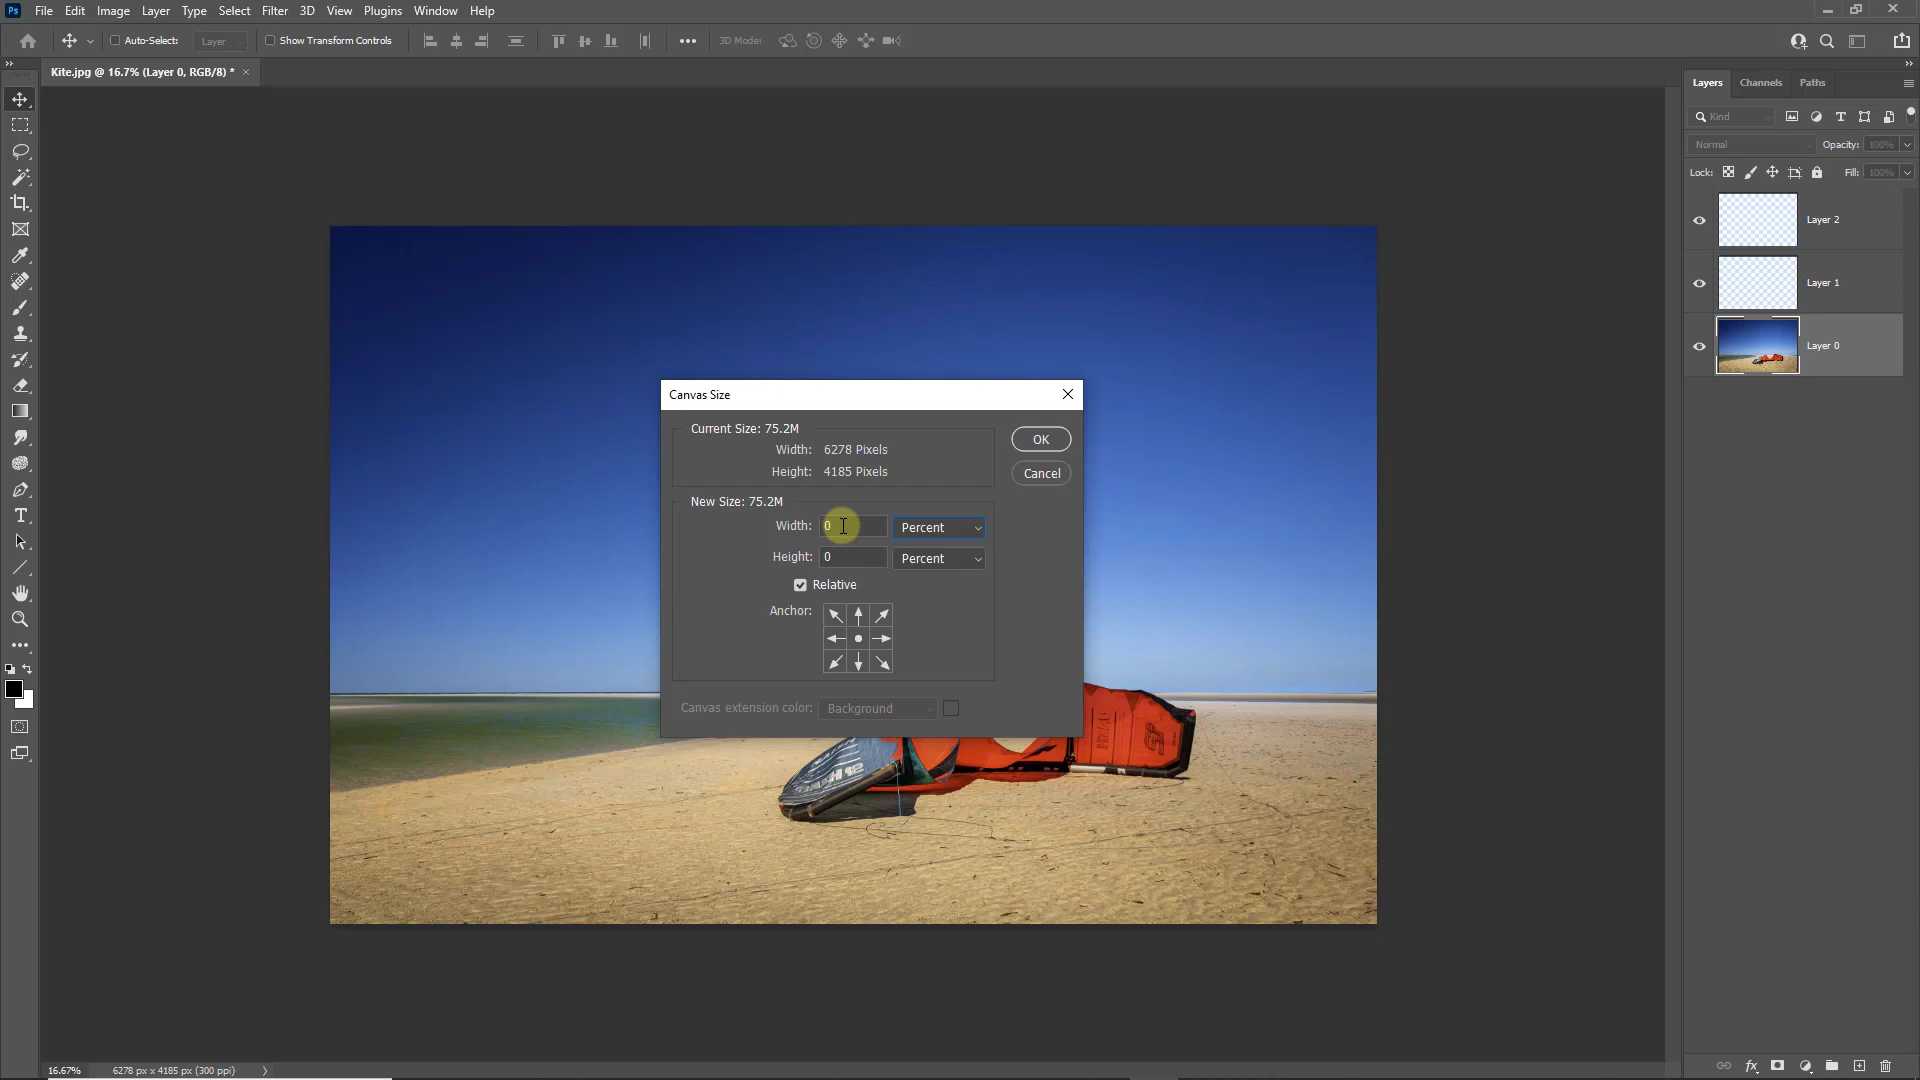 Ps File Edit Image Layer Type Select Filter 3D View Plugins Window Help
Auto-Select: Layer Show Transform Controls 3D Mode:
Kite.jpg @ 16.7% (Layer 0, RGB/8) *
Layers Channels Paths
Kind
Normal Opacity: 100%
Lock: Fill: 100%
Layer 2
Layer 1
Layer 0
Canvas Size
Current Size: 75.2M
Width: 6278 Pixels
Height: 4185 Pixels
OK
Cancel
New Size: 75.2M
Width: 0 Percent
Height: 0 Percent
Relative
Anchor:
Canvas extension color: Background
16.67% 6278 px x 4185 px (300 ppi)